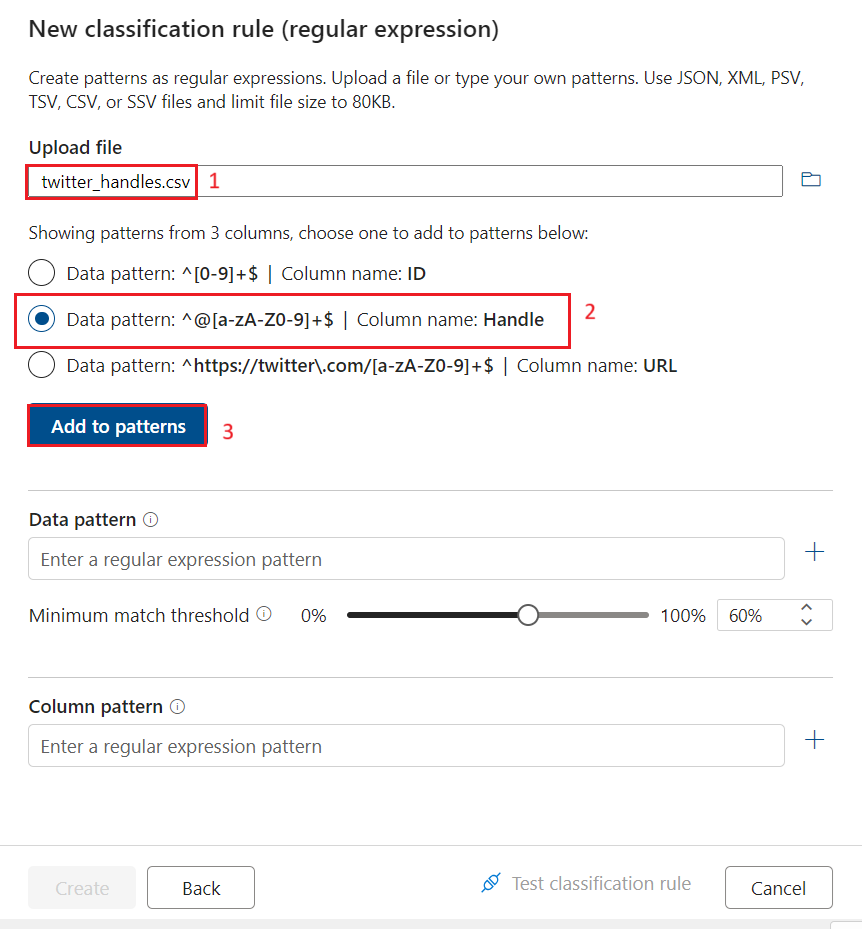 New classification rule (regular expression)
Create patterns as regular expressions. Upload a file or type your own patterns. Use JSON, XML, PSV,
TSV, CSV, or SSV files and limit file size to 80KB.
Upload file
twitter_handles.csv 1
Showing patterns from 3 columns, choose one to add to patterns below:
Data pattern: ^[0-9]+$ | Column name: ID
Data pattern: ^@[a-zA-Z0-9]+$ | Column name: Handle 2
Data pattern: ^https://twitter\.com/[a-zA-Z0-9]+$ | Column name: URL
Add to patterns 3
Data pattern
Enter a regular expression pattern
Minimum match threshold 0% 100% 60%
Column pattern
Enter a regular expression pattern
Create Back Test classification rule Cancel